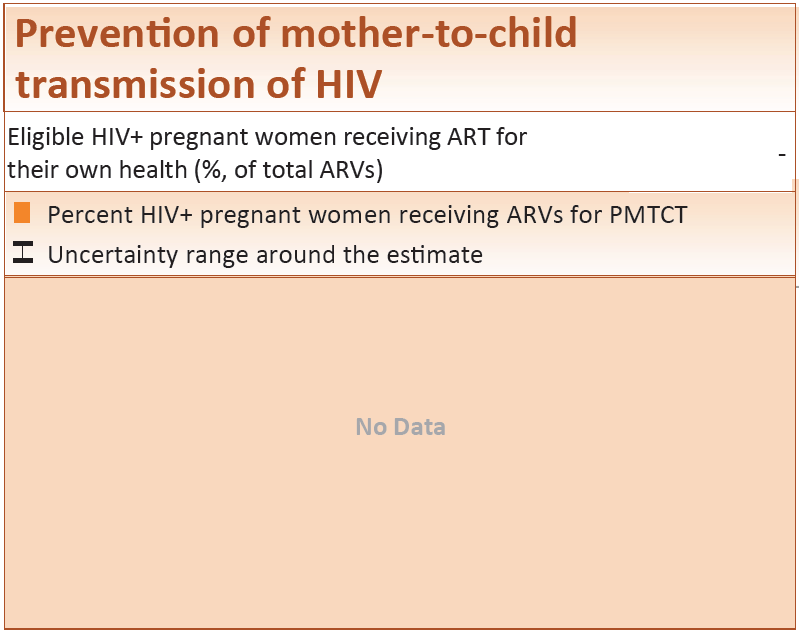 Prevention of mother-to-child
transmission of HIV
Eligible HIV+ pregnant women receiving ART for
their own health (%, of total ARVs)
-
Percent HIV+ pregnant women receiving ARVs for PMTCT
Uncertainty range around the estimate
No Data